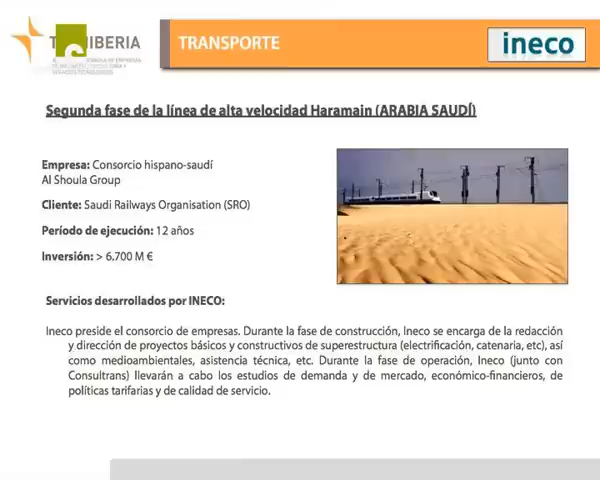 IBERIA
TRANSPORTE
ineco
Segunda fase de la línea de alta velocidad Haramain (ARABIA SAUDÍ)
Empresa: Consorcio hispano-saudí
Al Shoula Group
Cliente: Saudi Railways Organisation (SRO)
Período de ejecución: 12 años
Inversión: > 6.700 M €
Servicios desarrollados por INECO:
Ineco preside el consorcio de empresas. Durante la fase de construcción, Ineco se encarga de la redacción
y dirección de proyectos básicos y constructivos de superestructura (electrificación, catenaria, etc), así
como medioambientales, asistencia técnica, etc. Durante la fase de operación, Ineco (junto con
Consultrans) llevarán a cabo los estudios de demanda y de mercado, económico-financieros, de
políticas tarifarias y de calidad de servicio.